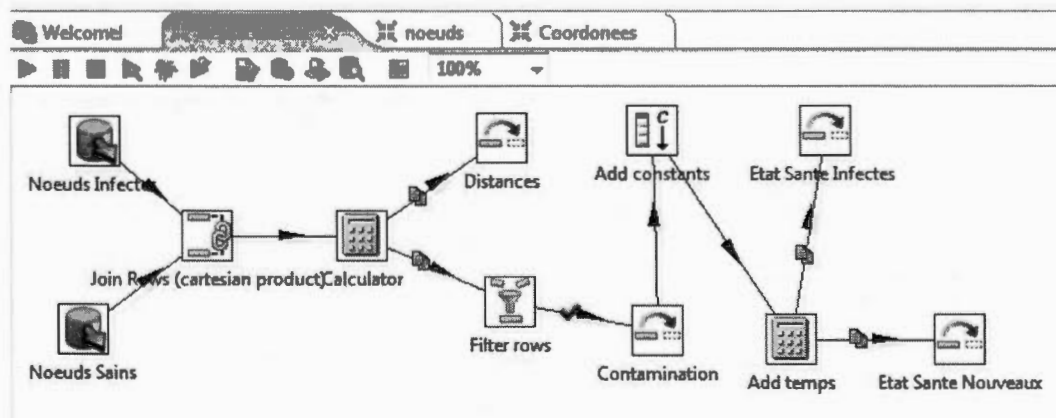 Welcome! noeuds Coordonees
100%
Noeuds Infecte
Distances
Add constants
Etat Sante Infectes
Join Rows (cartesian product)
Calculator
Noeuds Sains
Filter rows
Contamination
Add temps
Etat Sante Nouveaux
C